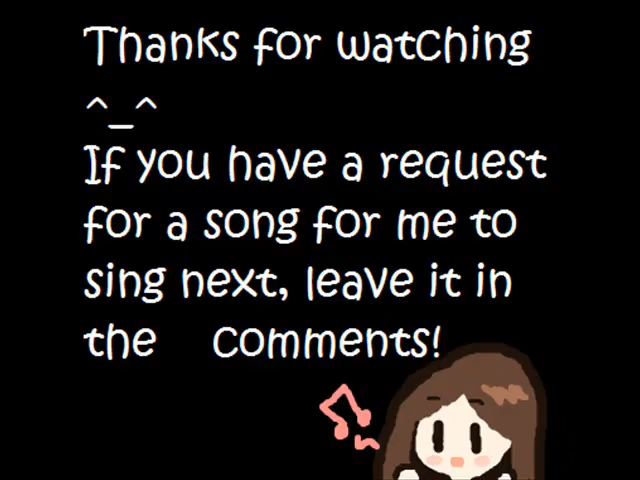 Thanks for watching
^_^
If you have a request
for a song for me to
sing next, leave it in
the comments!